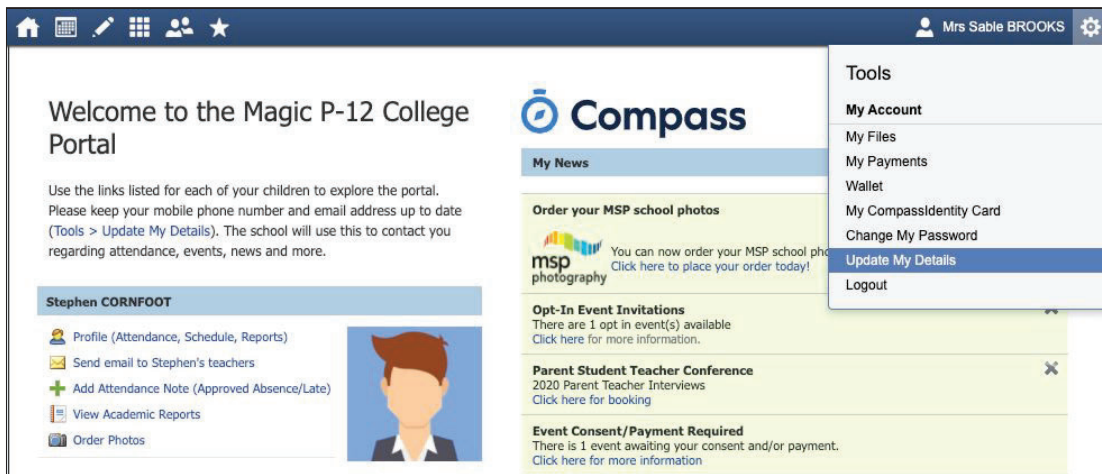 Mrs Sable BROOKS
Welcome to the Magic P-12 College
Portal
Use the links listed for each of your children to explore the portal.
Please keep your mobile phone number and email address up to date
(Tools > Update My Details). The school will use this to contact you
regarding attendance, events, news and more.
Stephen CORNFOOT
Profile (Attendance, Schedule, Reports)
Send email to Stephen's teachers
Add Attendance Note (Approved Absence/Late)
View Academic Reports
Order Photos
Compass
My News
Order your MSP school photos
msp
photography
You can now order your MSP school pho
Click here to place your order today!
Opt-In Event Invitations
There are 1 opt in event(s) available
Click here for more information.
Parent Student Teacher Conference
2020 Parent Teacher Interviews
Click here for booking
Event Consent/Payment Required
There is 1 event awaiting your consent and/or payment.
Click here for more information
Tools
My Account
My Files
My Payments
Wallet
My CompassIdentity Card
Change My Password
Update My Details
Logout